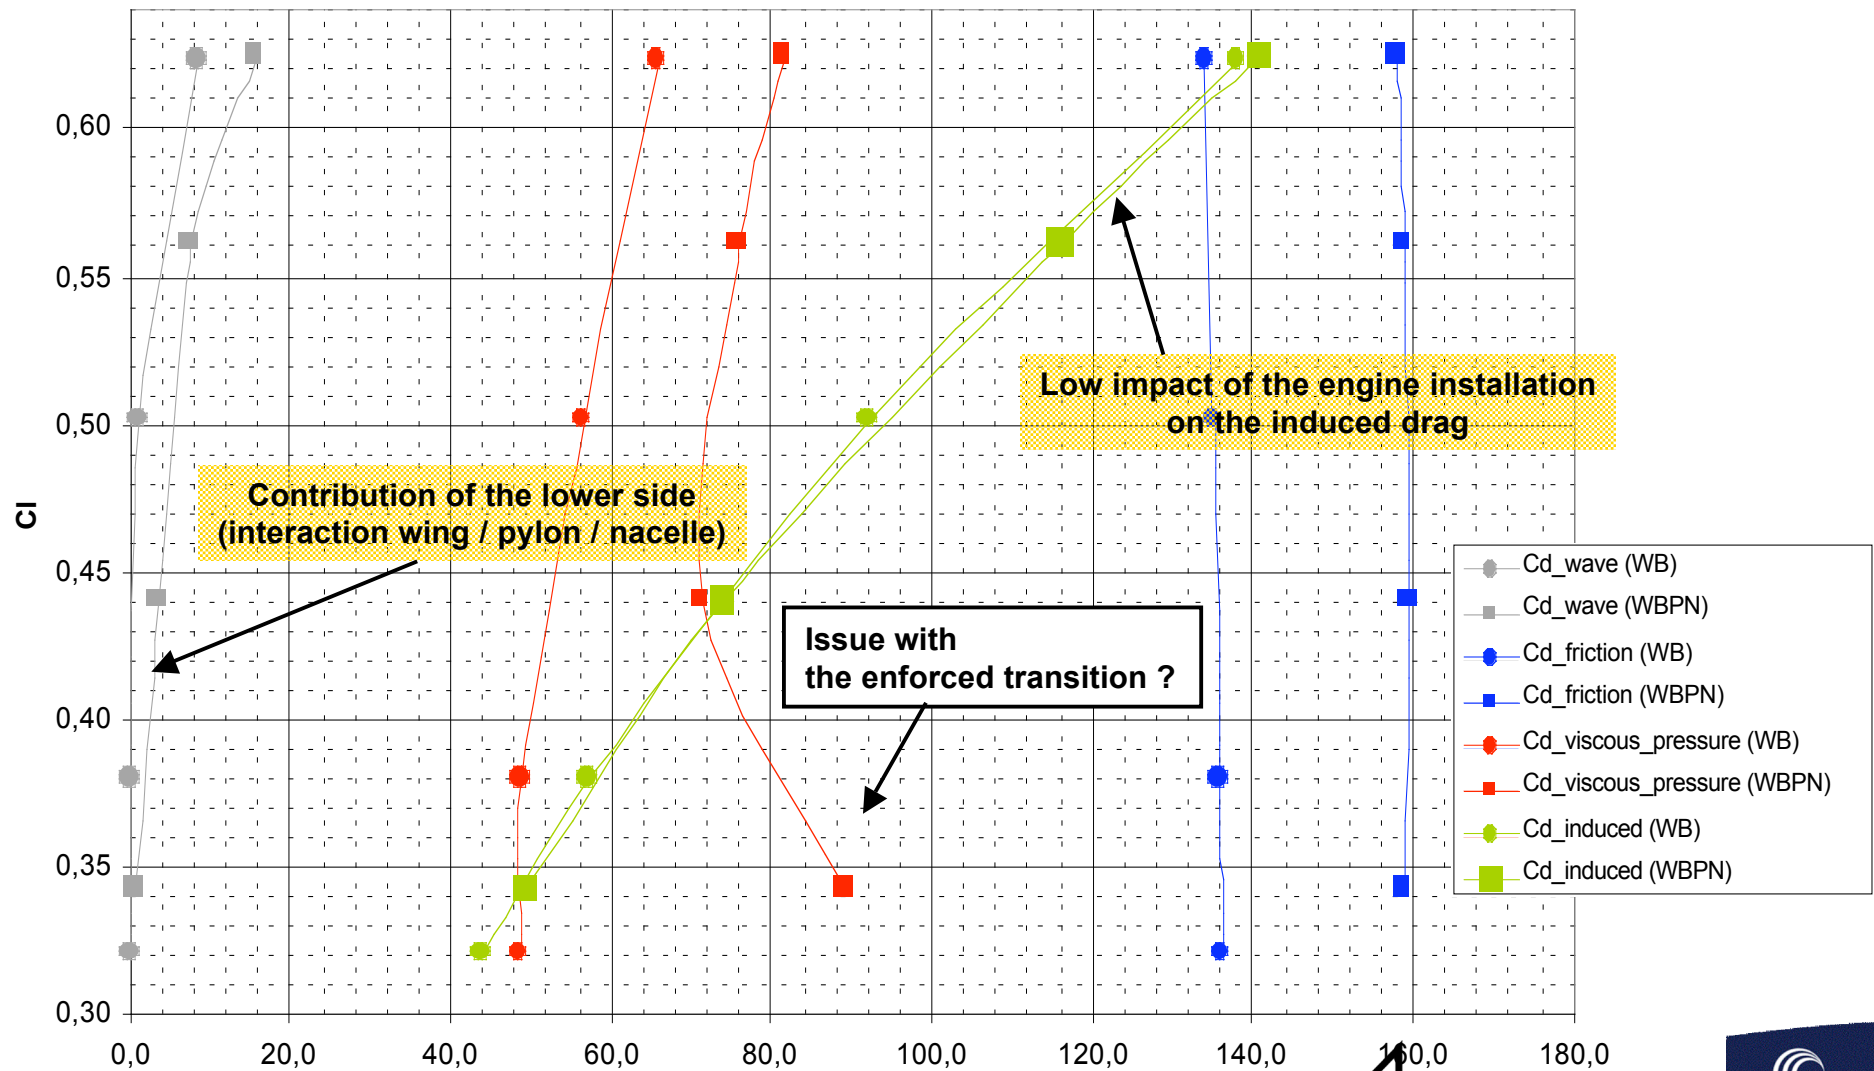 0,60
0,55
0,50
0,45
0,40
0,35
0,30
Cl
0,0
20,0
40,0
60,0
80,0
100,0
120,0
140,0
160,0
180,0
Low impact of the engine installation
on the induced drag
Contribution of the lower side
(interaction wing / pylon / nacelle)
Issue with
the enforced transition ?
Cd_wave (WB)
Cd_wave (WBPN)
Cd_friction (WB)
Cd_friction (WBPN)
Cd_viscous_pressure (WB)
Cd_viscous_pressure (WBPN)
Cd_induced (WB)
Cd_induced (WBPN)